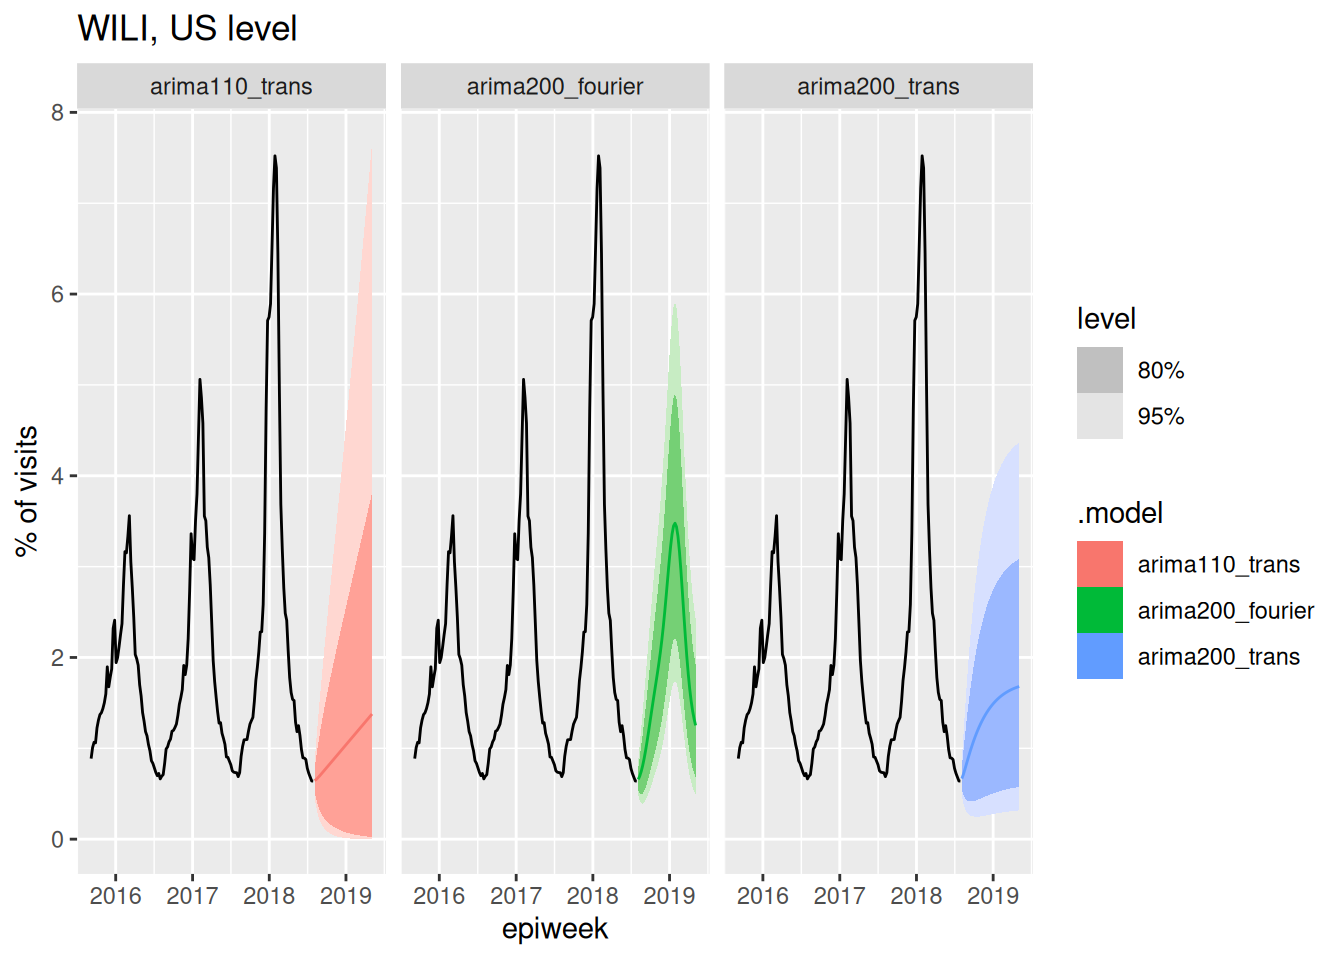 WILI, US level
arima110_trans arima200_fourier arima200_trans
8
6
4
2
0
% of visits
2016 2017 2018 2019 2016 2017 2018 2019 2016 2017 2018 2019
epiweek
level
80%
95%
.model
arima110_trans
arima200_fourier
arima200_trans